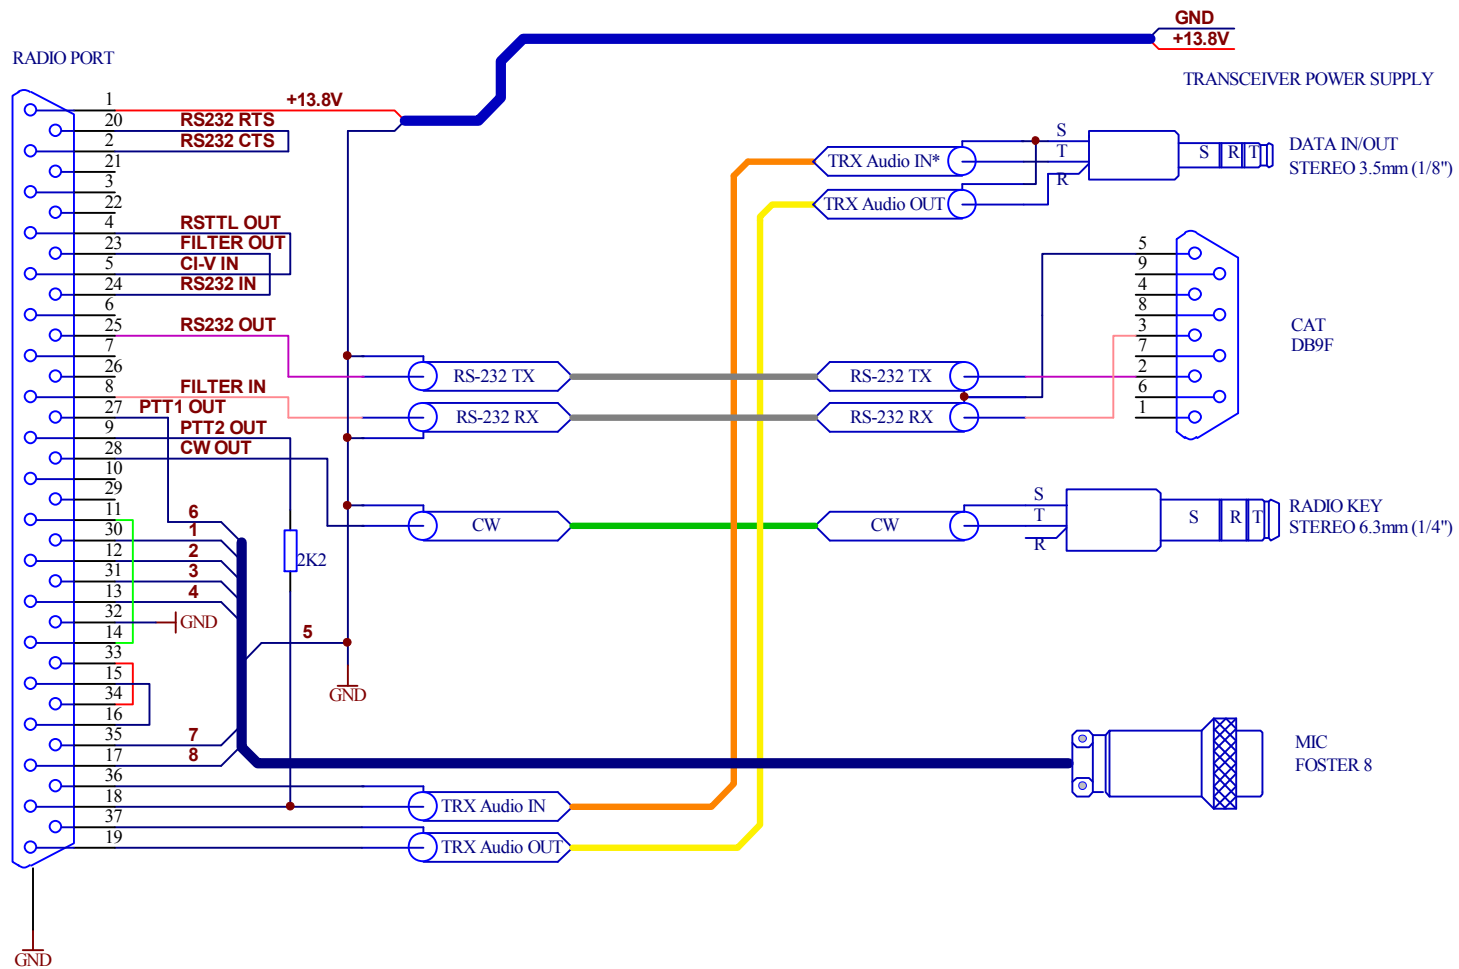 GND
+13.8V
RADIO PORT
TRANSCEIVER POWER SUPPLY
1
+13.8V
20
RS232 RTS
2
RS232 CTS
21
3
22
4
RSTTL OUT
23
FILTER OUT
5
CI-V IN
24
RS232 IN
6
25
RS232 OUT
7
26
8
FILTER IN
27
PTT1 OUT
9
PTT2 OUT
28
CW OUT
10
29
11
6
30
1
12
2
31
3
13
4
32
GND
14
5
33
15
34
16
35
7
17
8
36
18
37
19
GND
2K2
GND
RS-232 TX
RS-232 RX
CW
TRX Audio IN
TRX Audio OUT
TRX Audio IN*
TRX Audio OUT
S
T
R
S R T
DATA IN/OUT
STEREO 3.5mm (1/8")
RS-232 TX
RS-232 RX
5
9
4
8
3
7
2
6
1
CAT
DB9F
CW
S
T
R
S R T
RADIO KEY
STEREO 6.3mm (1/4")
MIC
FOSTER 8